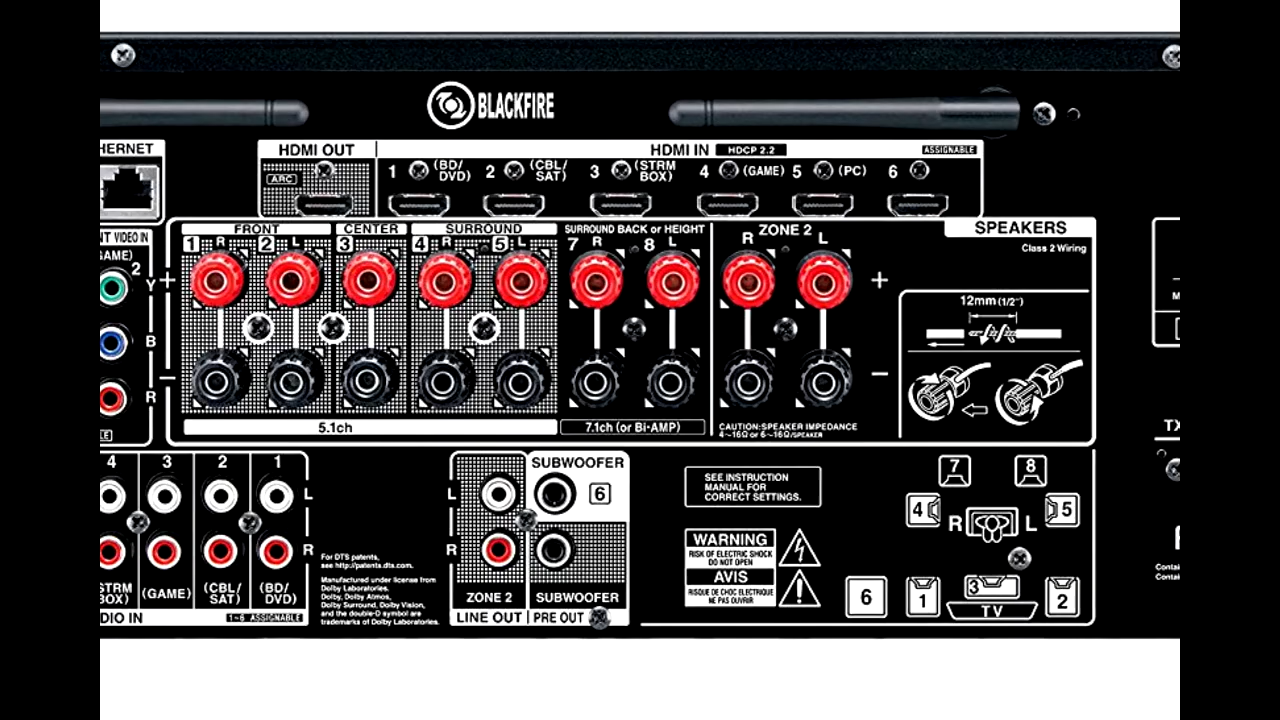 BLACKFIRE
HERNET
HDMI OUT
HDMI IN HDCP 2.2 ASSIGNABLE
ARC
1 (BD/
DVD)
2 (CBL/
SAT)
3 (STRM
BOX)
4 (GAME)
5 (PC)
6
NT VIDEO IN
GAME)
2
Y
B
R
FRONT
CENTER
SURROUND
SURROUND BACK or HEIGHT
ZONE 2
1 R 2 L 3 4 R 5 L 7 R 8 L R L
+ +
− −
5.1ch
7.1ch (or Bi-AMP)
CAUTION:SPEAKER IMPEDANCE
4~16Ω or 6~16Ω/SPEAKER
SPEAKERS
Class 2 Wiring
12mm (1/2")
TX
4 3 2 1
L
R
STRM
BOX)
(GAME)
(CBL/
SAT)
(BD/
DVD)
DIO IN
1~6 ASSIGNABLE
For DTS patents,
see http://patents.dts.com.
Manufactured under license from
Dolby Laboratories.
Dolby, Dolby Atmos,
Dolby Surround, Dolby Vision,
and the double-D symbol are
trademarks of Dolby Laboratories.
L
R
ZONE 2
LINE OUT
SUBWOOFER
6
SUBWOOFER
PRE OUT
SEE INSTRUCTION
MANUAL FOR
CORRECT SETTINGS.
WARNING
RISK OF ELECTRIC SHOCK
DO NOT OPEN
AVIS
RISQUE DE CHOC ELECTRIQUE
NE PAS OUVRIR
7 8
4 R L 5
6 1 3 2
TV
Contai
Contai